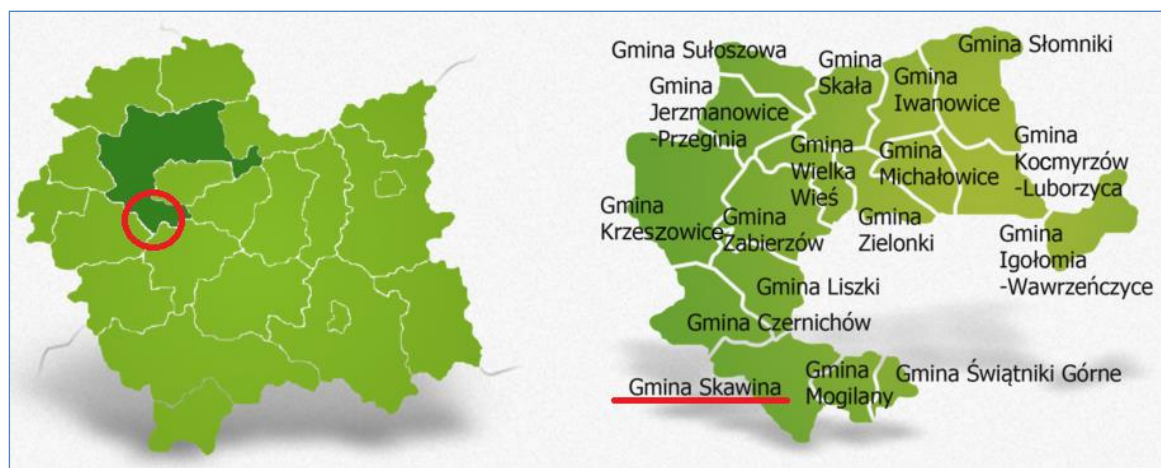 Gmina Sułoszowa
Gmina
Jerzmanowice
-Przeginia
Gmina
Skała
Gmina
Iwanowice
Gmina Słomniki
Gmina
Krzeszowice
Gmina
Zabierzów
Gmina
Wielka
Wieś
Gmina
Michałowice
Gmina
Zielonki
Gmina
Kocmyrzów
-Luborzyca
Gmina
Igołomia
-Wawrzeńczyce
Gmina Liszki
Gmina Czernichów
Gmina Skawina
Gmina
Mogilany
Gmina Świątniki Górne